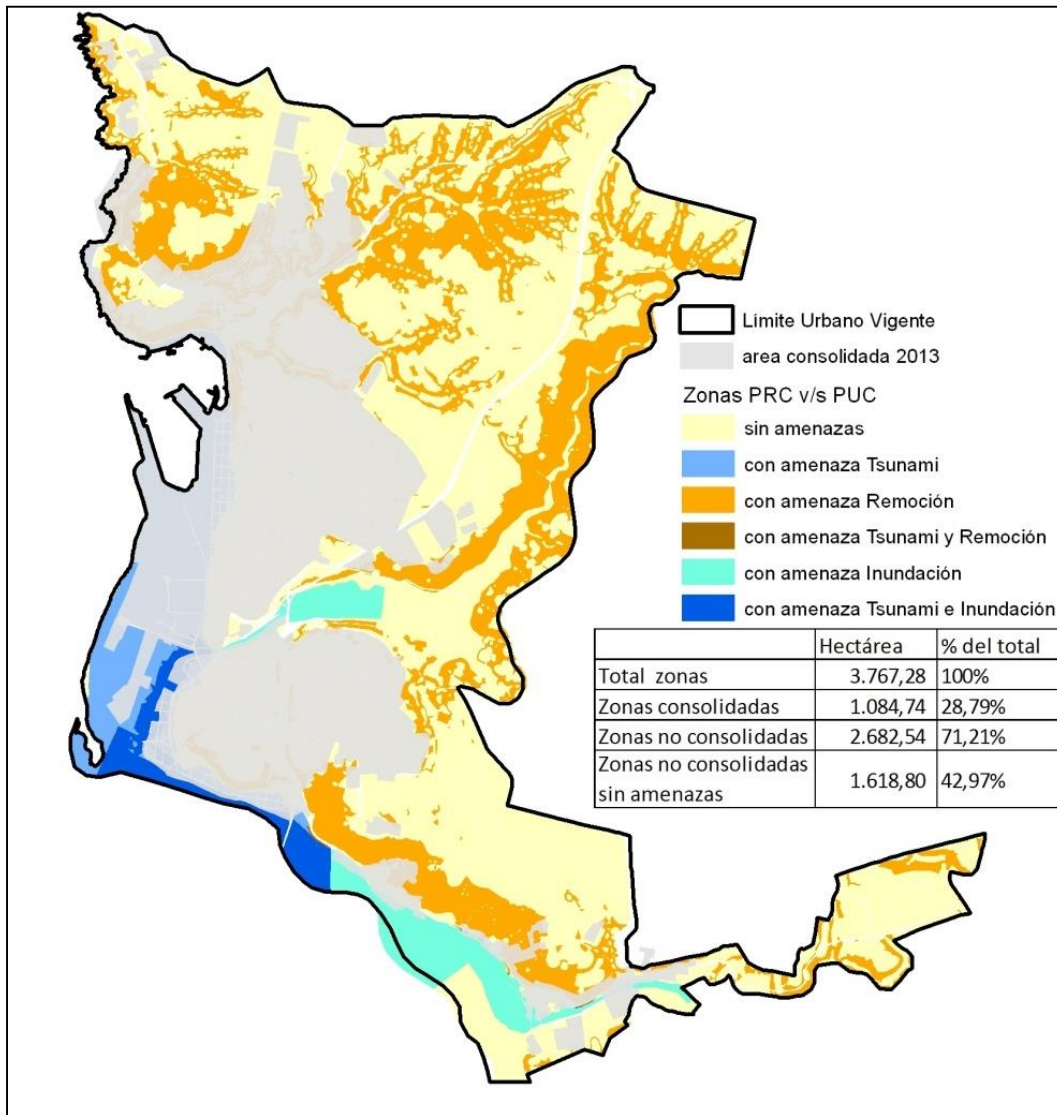 Límite Urbano Vigente
area consolidada 2013
Zonas PRC v/s PUC
sin amenazas
con amenaza Tsunami
con amenaza Remoción
con amenaza Tsunami y Remoción
con amenaza Inundación
con amenaza Tsunami e Inundación
Hectárea % del total
Total zonas 3.767,28 100%
Zonas consolidadas 1.084,74 28,79%
Zonas no consolidadas 2.682,54 71,21%
Zonas no consolidadas
sin amenazas 1.618,80 42,97%